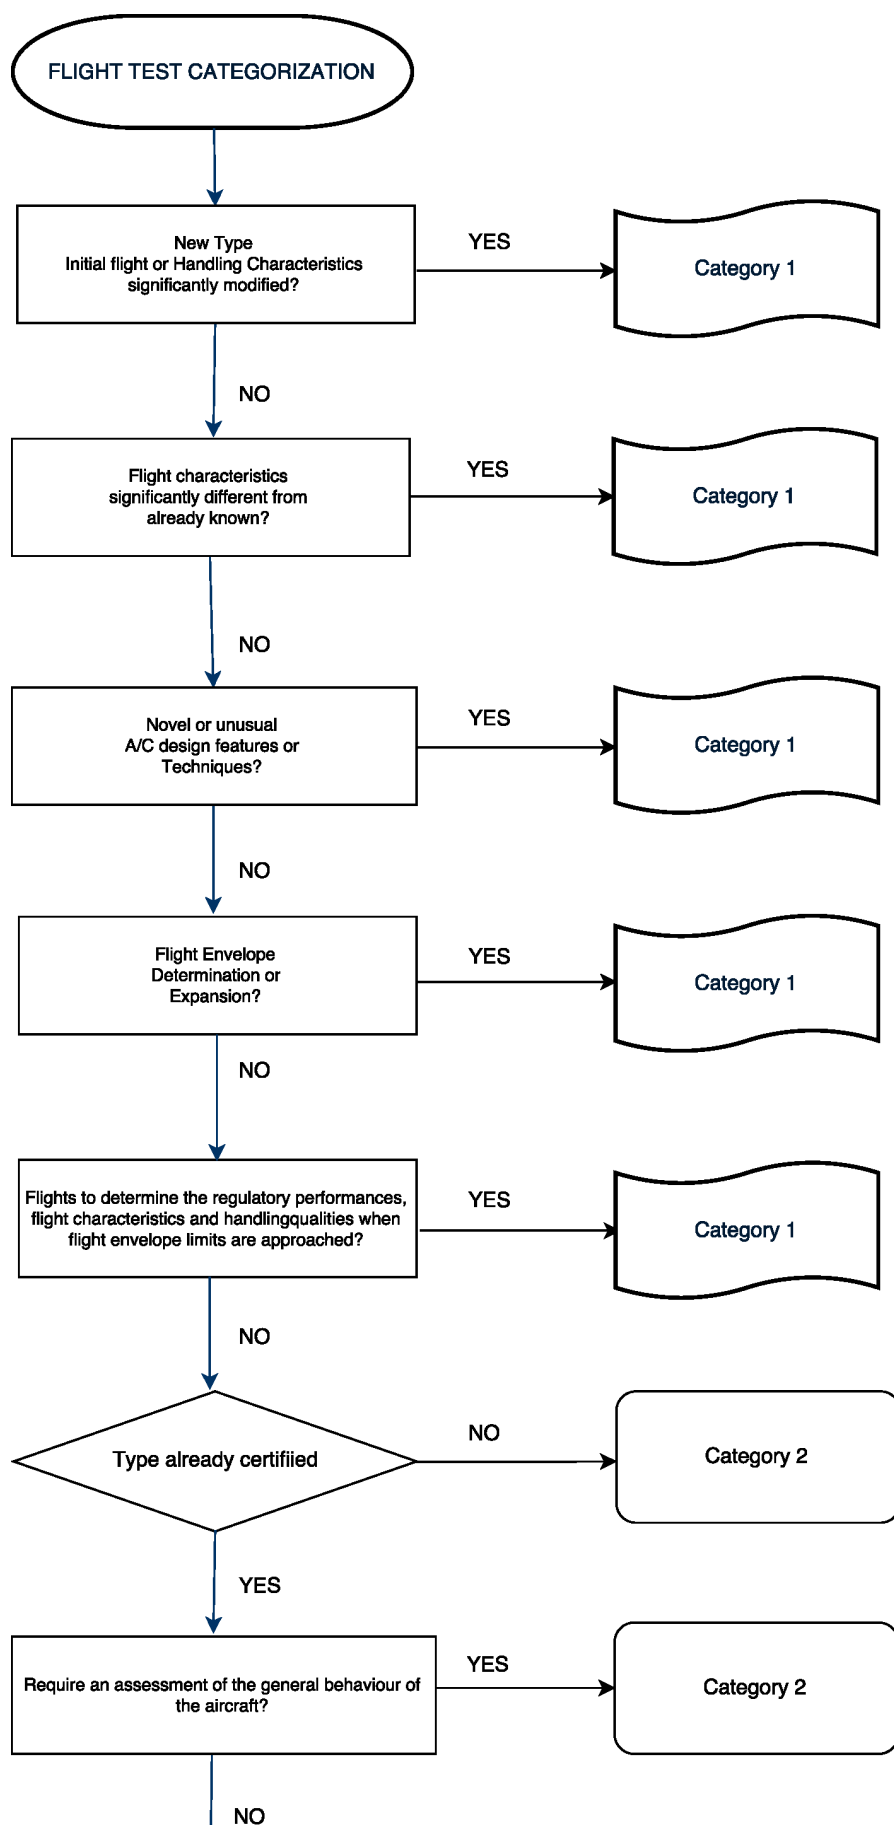 FLIGHT TEST CATEGORIZATION
New Type
Initial flight or Handling Characteristics
significantly modified?
YES
Category 1
NO
Flight characteristics
significantly different from
already known?
YES
Category 1
NO
Novel or unusual
A/C design features or
Techniques?
YES
Category 1
NO
Flight Envelope
Determination or
Expansion?
YES
Category 1
NO
Flights to determine the regulatory performances,
flight characteristics and handlingqualities when
flight envelope limits are approached?
YES
Category 1
NO
Type already certifiied
NO
Category 2
YES
Require an assessment of the general behaviour of
the aircraft?
YES
Category 2
NO